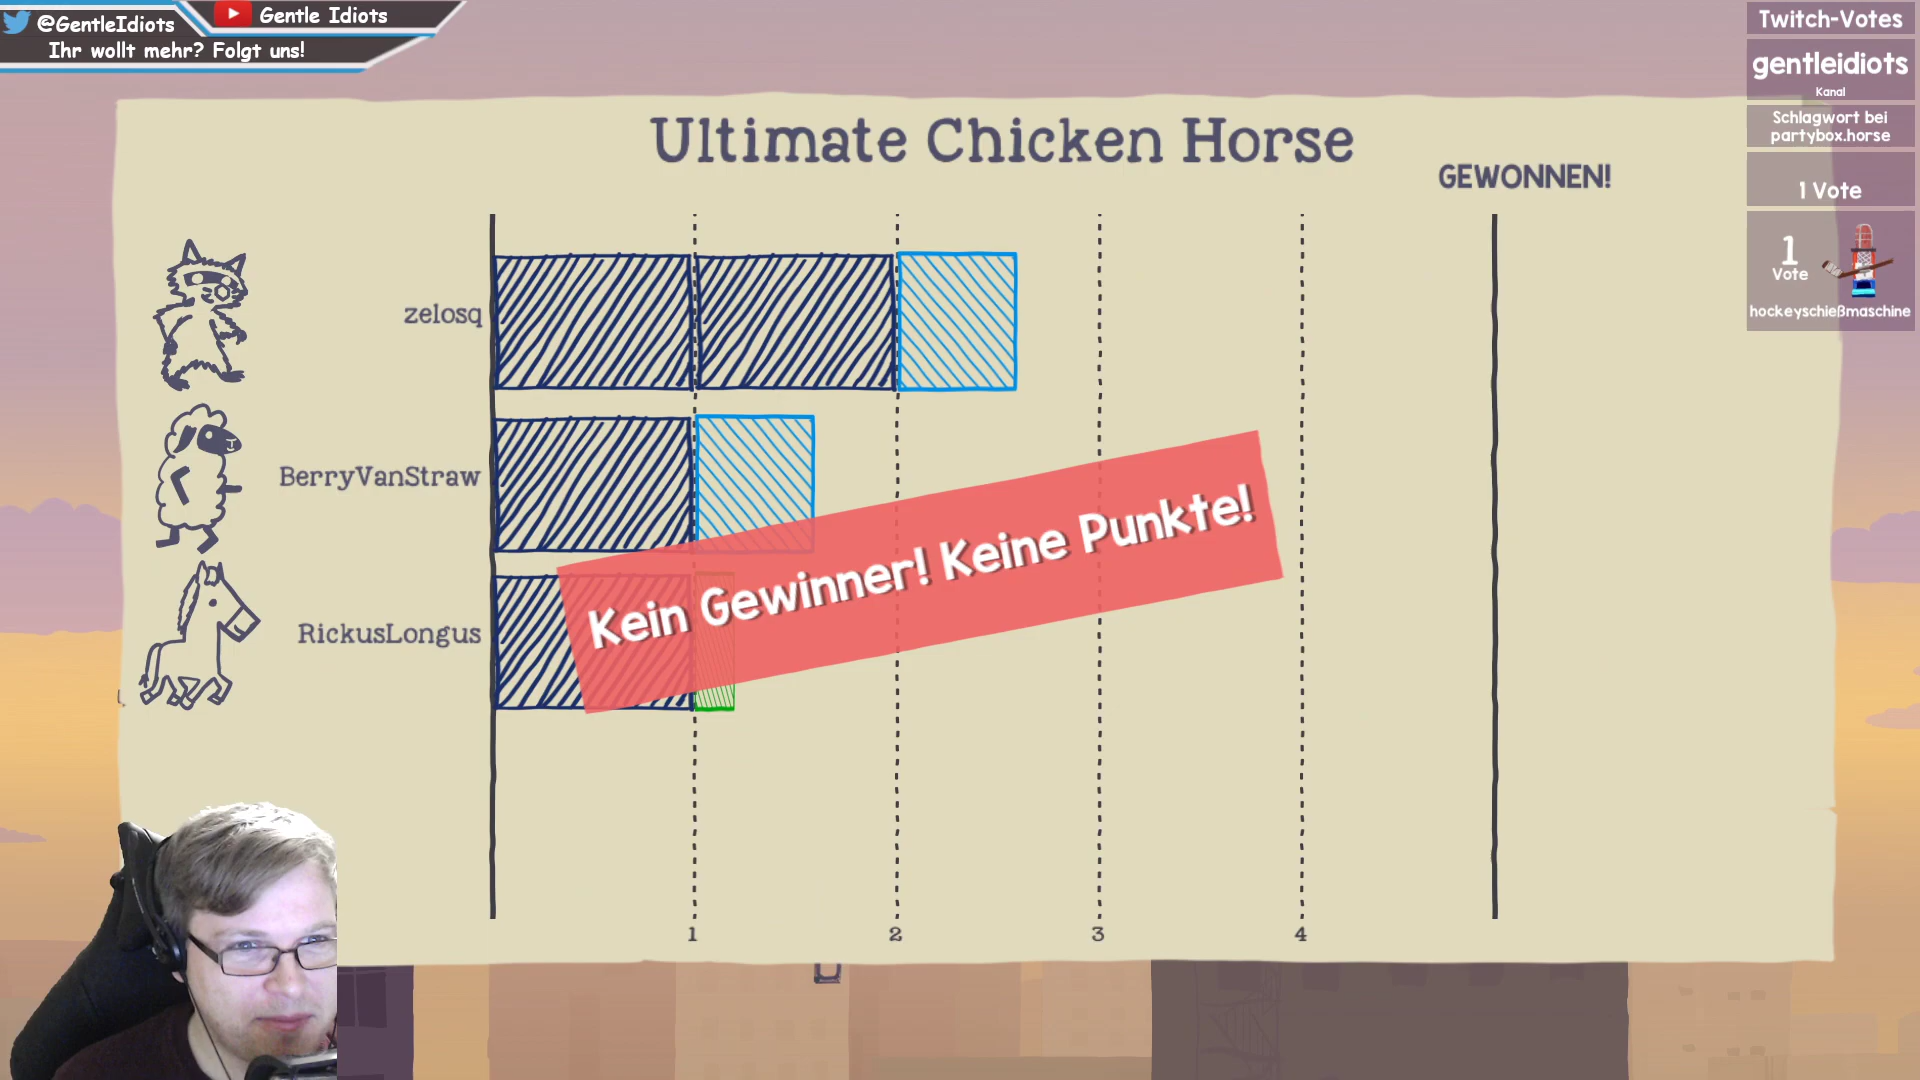 @GentleIdiots
Gentle Idiots
Ihr wollt mehr? Folgt uns!
Twitch-Votes
gentleidiots
Kanal
Schlagwort bei
partybox.horse
1 Vote
1
Vote
hockeyschießmaschine
Ultimate Chicken Horse
GEWONNEN!
zelosq
BerryVanStraw
RickusLongus
Kein Gewinner! Keine Punkte!
1 2 3 4